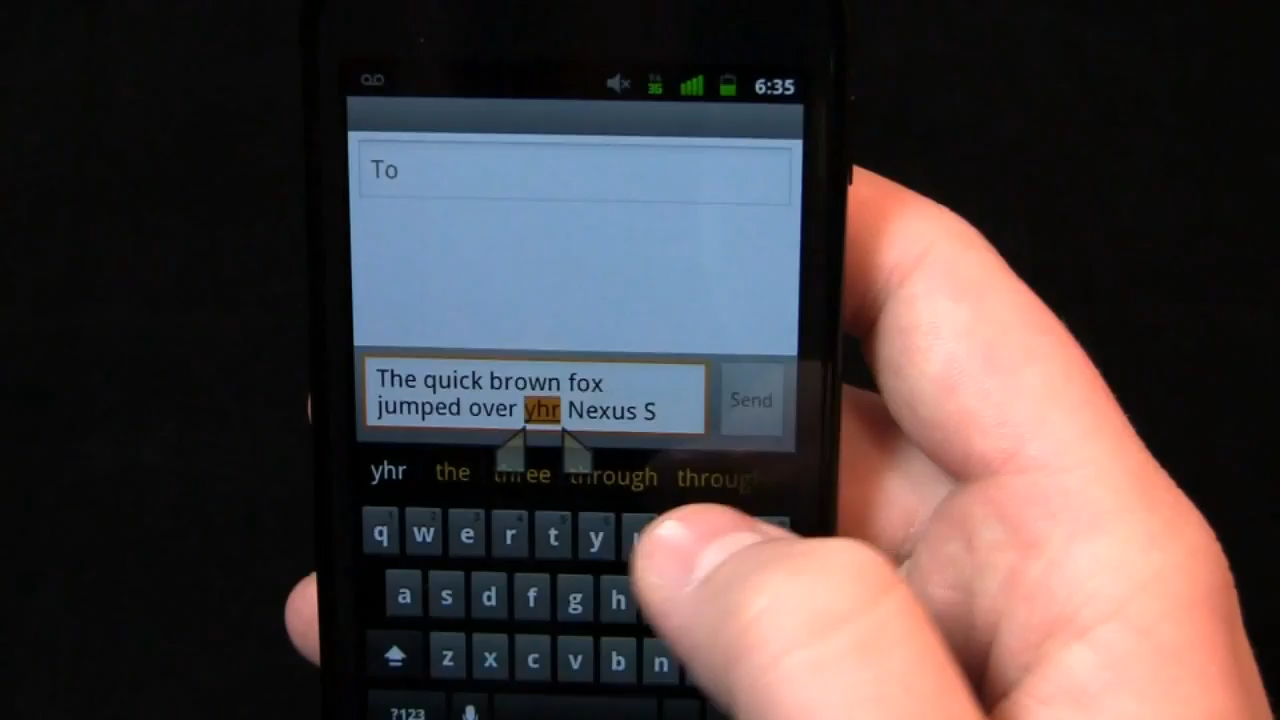 6:35
To
The quick brown fox
jumped over yhr Nexus S
Send
yhr the three through
q w e r t y
a s d f g h
z x c v b n
?123